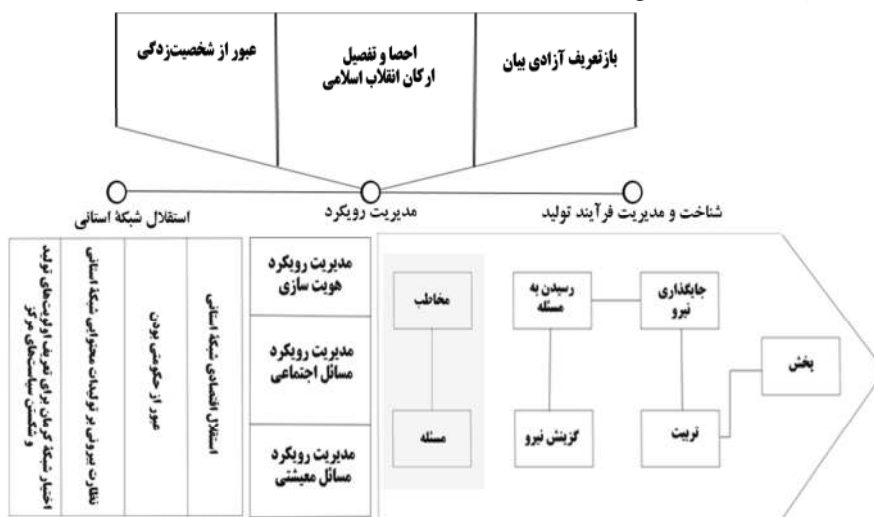 بازتعریف آزادی بیان
احصا و تفصیل
ارکان انقلاب اسلامی
عبور از شخصیت‌زدگی
شناخت و مدیریت فرآیند تولید
مدیریت رویکرد
استقلال شبکهٔ استانی
پخش
جایگذاری
نیرو
تربیت
رسیدن به
مسئله
گزینش نیرو
مخاطب
مسئله
مدیریت رویکرد
هویت سازی
مدیریت رویکرد
مسائل اجتماعی
مدیریت رویکرد
مسائل معیشتی
استقلال اقتصادی شبکهٔ استانی
عبور از حکومتی بودن
نظارت بیرونی بر تولیدات محتوایی شبکهٔ استانی
اختیار شبکهٔ کرمان برای تعریف اولویت‌های تولید
و شکستن سیاست‌های مرکز